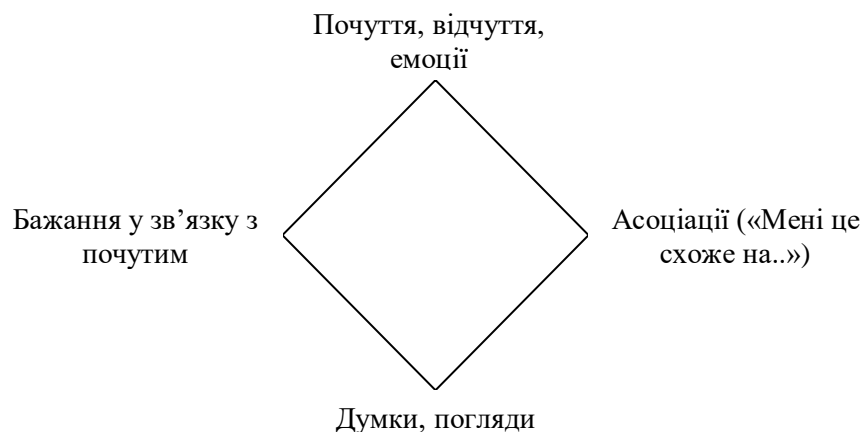 Почуття, відчуття,
емоції
Бажання у зв’язку з
почутим
Асоціації («Мені це
схоже на..»)
Думки, погляди